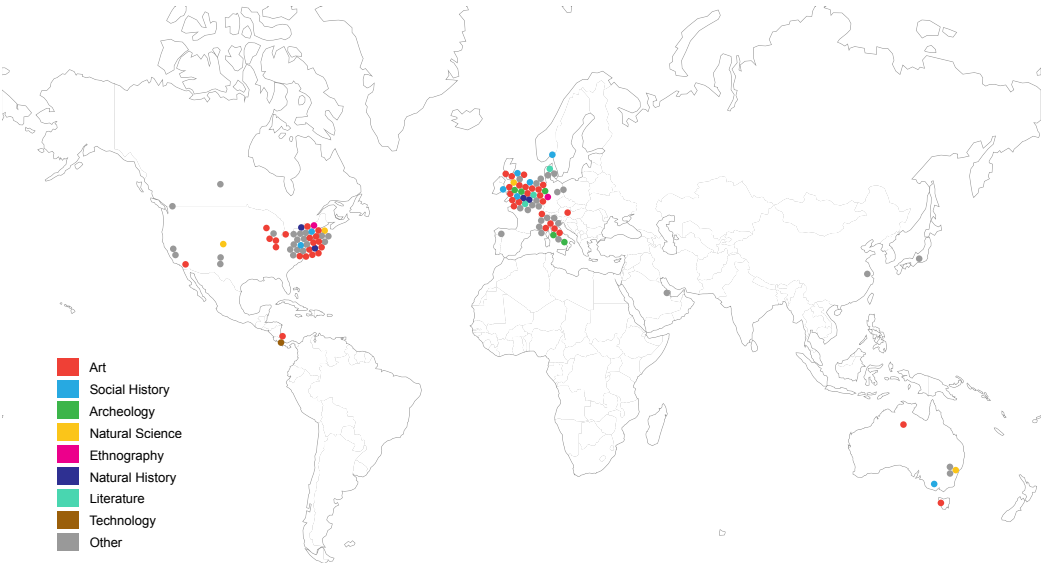 Art
Social History
Archeology
Natural Science
Ethnography
Natural History
Literature
Technology
Other